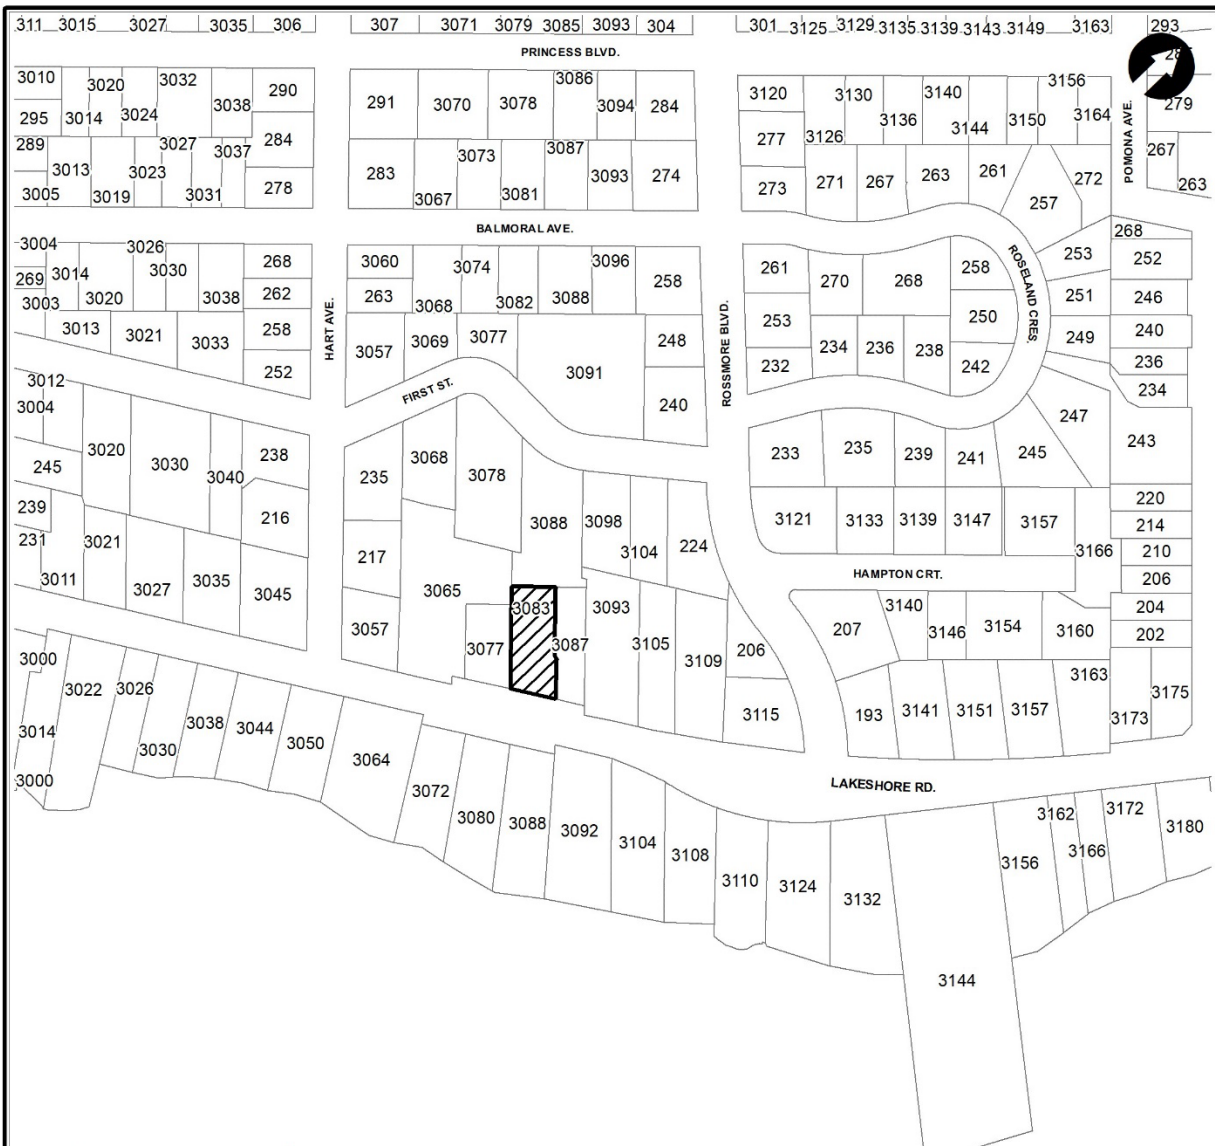 311 3015 3027 3035 306 307 3071 3079 3085 3093 304 301 3125 3129 3135 3139 3143 3149 3163 293
PRINCESS BLVD.
3010 3020 3032 290 291 3070 3078 3086 284 3120 3130 3140 3156 279
295 3014 3024 3038 3094 277 3126 3136 3144 3150 3164
POMONA AVE.
289 3013 3027 3037 284 283 3073 3087 274 273 271 267 263 261 272 267
3005 3019 3023 3031 278 3067 3081 3093 257 263
BALMORAL AVE.
3004 3026 268 3060 3074 3096 258 261 270 268 258 253 268 252
269 3014 3030 262 263 3068 3082 3088 251 246
3003 3020 3038
HART AVE.
ROSSMORE BLVD.
ROSELAND CRES.
3013 3021 3033 258 3057 3069 3077 3091 248 253 234 236 238 250 249 240
252 240 232 242 236
FIRST ST.
3012 234
3004 3020 3030 3040 238 235 3068 3078 233 235 239 241 245 247 243
245 216 3088 3098 3104 224 3121 3133 3139 3147 3157 3166 220
239 214
231 3021 3035 217 210
HAMPTON CRT.
3011 3027 3045 3065 206
3083 3093 207 3140 3146 3154 3160 204
3057 3077 3087 3105 3109 206 202
3000 3022 3026 3038 3044 3050 3064 3115 193 3141 3151 3157 3163 3173 3175
3014 3030
3000
LAKESHORE RD.
3072 3080 3088 3092 3104 3108 3110 3124 3132 3156 3162 3166 3172 3180
3144